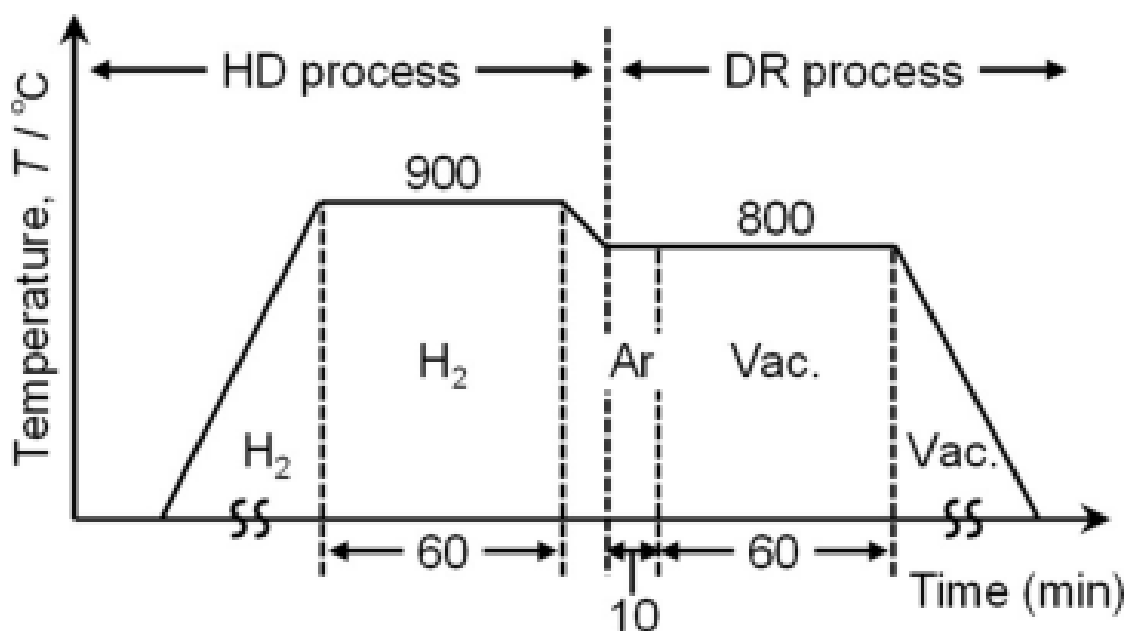 HD process
DR process
Temperature, T / °C
900
800
H₂
Ar
Vac.
H₂
Vac.
60
10
60
Time (min)